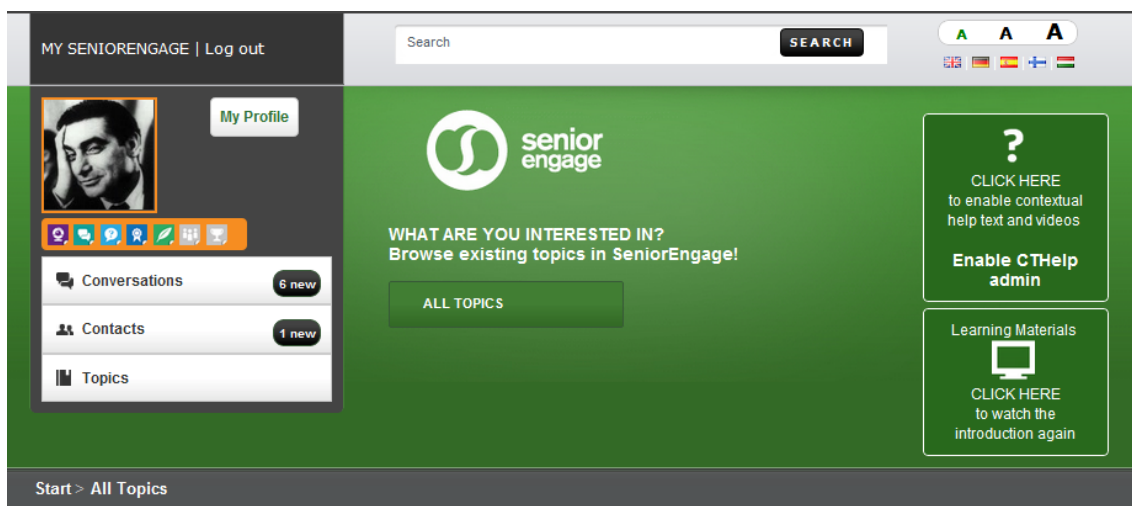 MY SENIORENGAGE | Log out
Search
SEARCH
A A A
My Profile
senior
engage
WHAT ARE YOU INTERESTED IN?
Browse existing topics in SeniorEngage!
ALL TOPICS
Conversations
6 new
Contacts
1 new
Topics
?
CLICK HERE
to enable contextual
help text and videos
Enable CTHelp
admin
Learning Materials
CLICK HERE
to watch the
introduction again
Start > All Topics